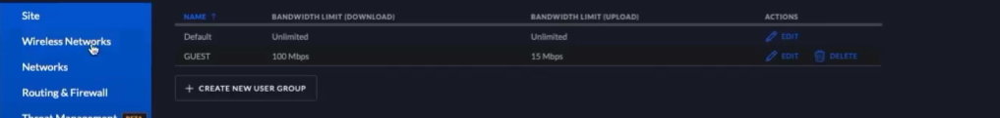 Site
Wireless Networks
Networks
Routing & Firewall
Threat Management BETA
NAME ↑ BANDWIDTH LIMIT (DOWNLOAD) BANDWIDTH LIMIT (UPLOAD) ACTIONS
Default Unlimited Unlimited EDIT
GUEST 100 Mbps 15 Mbps EDIT DELETE
+ CREATE NEW USER GROUP